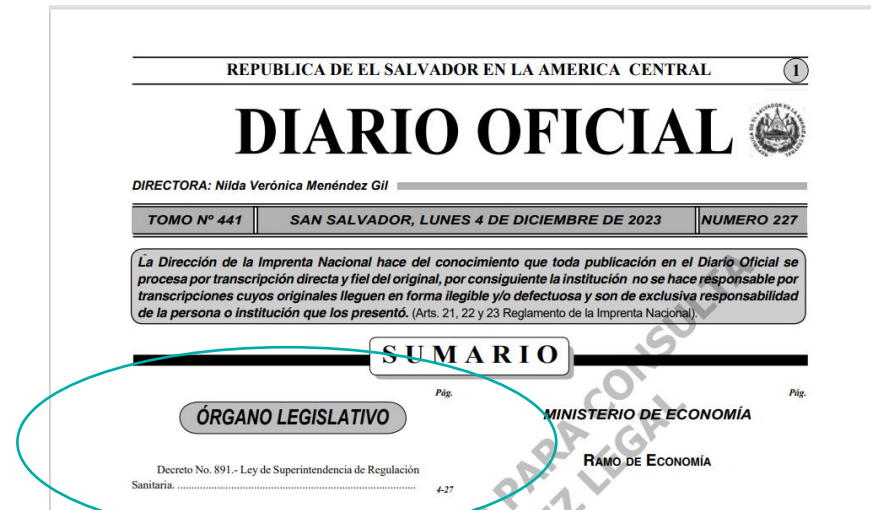 REPUBLICA DE EL SALVADOR EN LA AMERICA CENTRAL
1
DIARIO OFICIAL
DIRECTORA: Nilda Verónica Menéndez Gil
TOMO Nº 441
SAN SALVADOR, LUNES 4 DE DICIEMBRE DE 2023
NUMERO 227
La Dirección de la Imprenta Nacional hace del conocimiento que toda publicación en el Diario Oficial se
procesa por transcripción directa y fiel del original, por consiguiente la institución no se hace responsable por
transcripciones cuyos originales lleguen en forma ilegible y/o defectuosa y son de exclusiva responsabilidad
de la persona o institución que los presentó. (Arts. 21, 22 y 23 Reglamento de la Imprenta Nacional).
SUMARIO
Pág.
ÓRGANO LEGISLATIVO
Decreto No. 891.- Ley de Superintendencia de Regulación
Sanitaria. ................................................................................
4-27
Pág.
MINISTERIO DE ECONOMÍA
RAMO DE ECONOMÍA
PARA CONSULTA
LEGAL